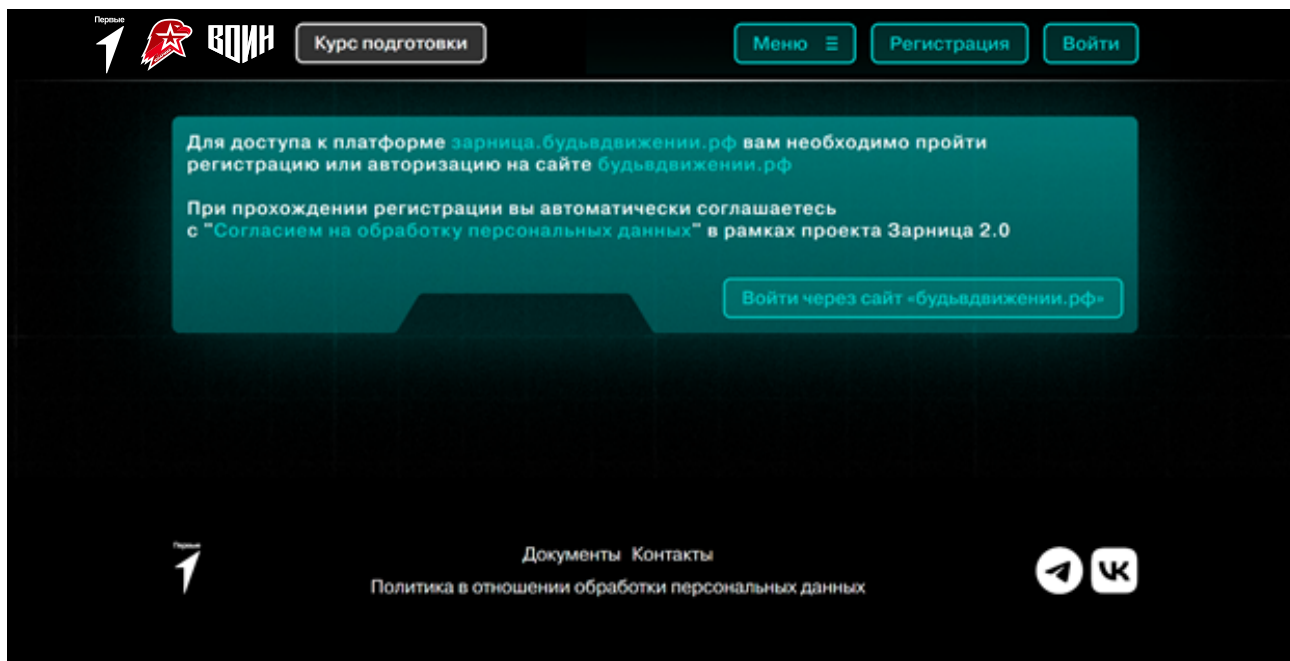 Первые
ВОИН
Курс подготовки
Меню
Регистрация
Войти
Для доступа к платформе зарница.будьвдвижении.рф вам необходимо пройти
регистрацию или авторизацию на сайте будьвдвижении.рф
При прохождении регистрации вы автоматически соглашаетесь
с "Согласием на обработку персональных данных" в рамках проекта Зарница 2.0
Войти через сайт «будьвдвижении.рф»
Первые
Документы Контакты
Политика в отношении обработки персональных данных